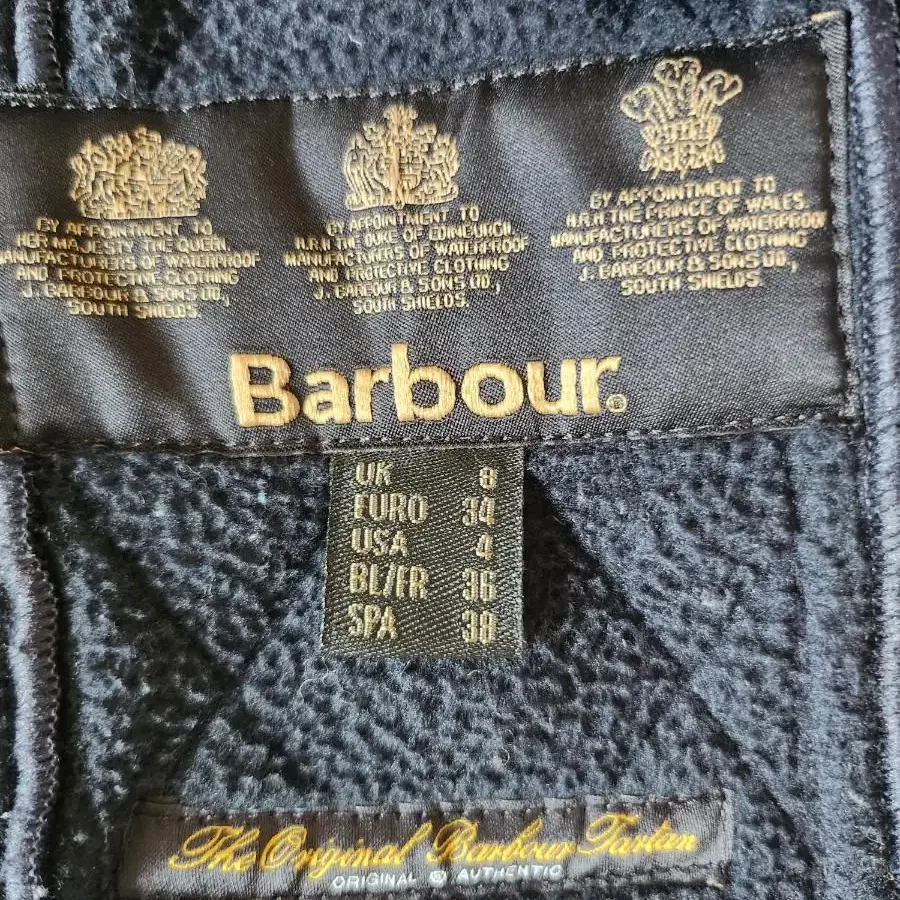 BY APPOINTMENT TO
HER MAJESTY THE QUEEN
MANUFACTURERS OF WATERPROOF
AND PROTECTIVE CLOTHING
J. BARBOUR & SONS LTD.,
SOUTH SHIELDS.
BY APPOINTMENT TO
H.R.H THE DUKE OF EDINBURGH
MANUFACTURERS OF WATERPROOF
AND PROTECTIVE CLOTHING
J. BARBOUR & SONS LTD.,
SOUTH SHIELDS.
BY APPOINTMENT TO
H.R.H THE PRINCE OF WALES.
MANUFACTURERS OF WATERPROOF
AND PROTECTIVE CLOTHING
J. BARBOUR & SONS LTD.,
SOUTH SHIELDS.
Barbour®
UK 8
EURO 34
USA 4
BL/FR 36
SPA 38
The Original Barbour Tartan
ORIGINAL & AUTHENTIC